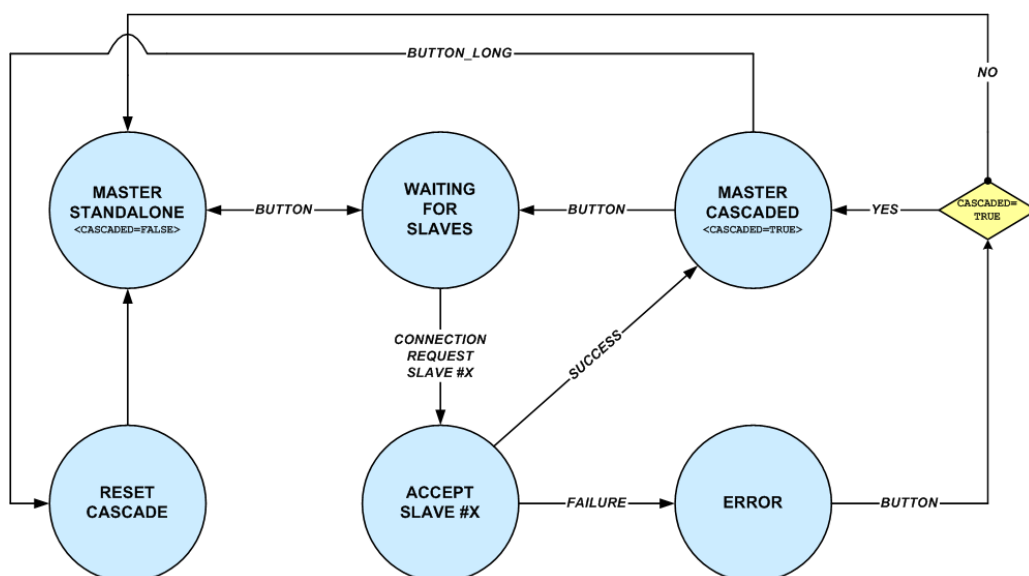 BUTTON_LONG
NO
MASTER
STANDALONE
<CASCADED=FALSE>
BUTTON
WAITING
FOR
SLAVES
BUTTON
MASTER
CASCADED
<CASCADED=TRUE>
YES
CASCADED=
TRUE
CONNECTION
REQUEST
SLAVE #X
SUCCESS
RESET
CASCADE
ACCEPT
SLAVE #X
FAILURE
ERROR
BUTTON